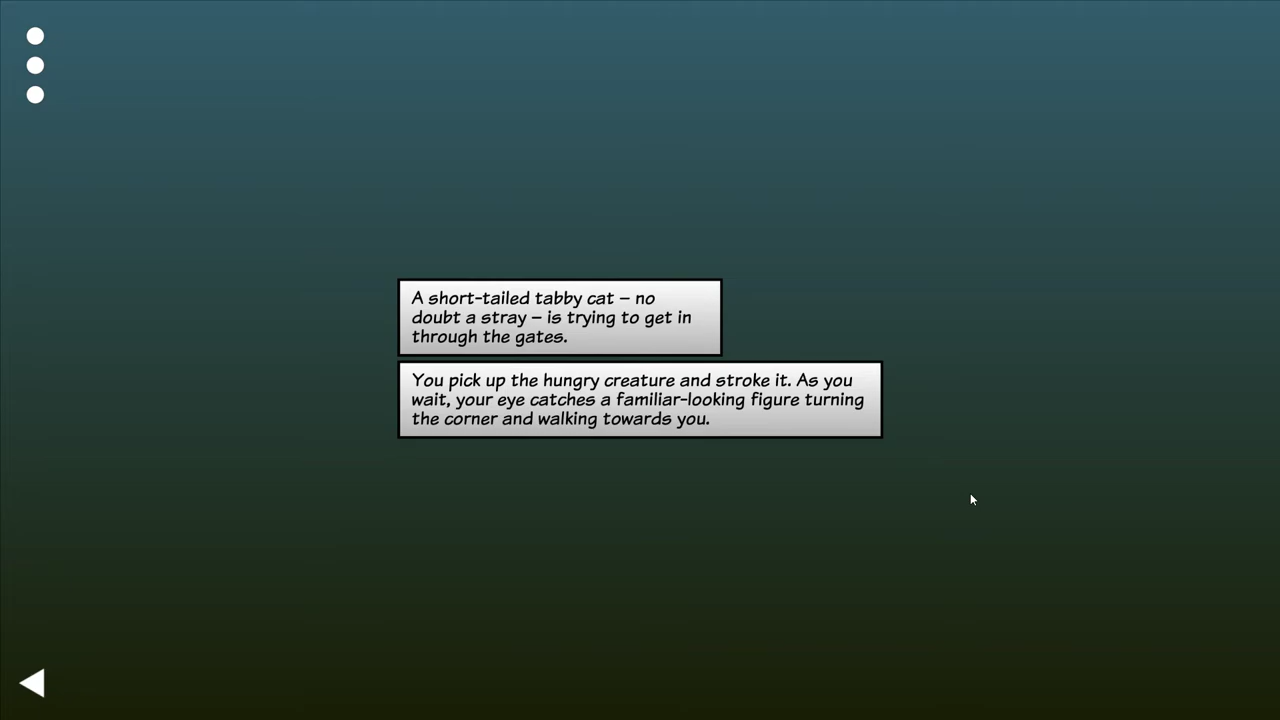 A short-tailed tabby cat – no
doubt a stray – is trying to get in
through the gates.
You pick up the hungry creature and stroke it. As you
wait, your eye catches a familiar-looking figure turning
the corner and walking towards you.